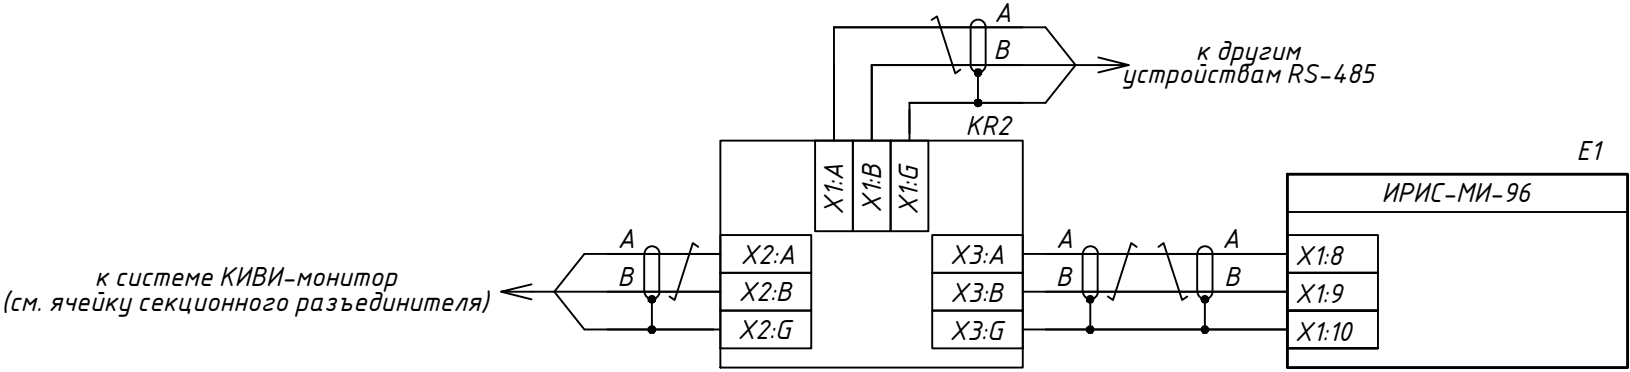 A
B
к другим
устройствам RS-485
KR2
X1:A
X1:B
X1:G
E1
ИРИС-МИ-96
A
B
X2:A
X2:B
X2:G
к системе КИВИ-монитор
(см. ячейку секционного разъединителя)
X3:A
X3:B
X3:G
A
B
A
B
X1:8
X1:9
X1:10